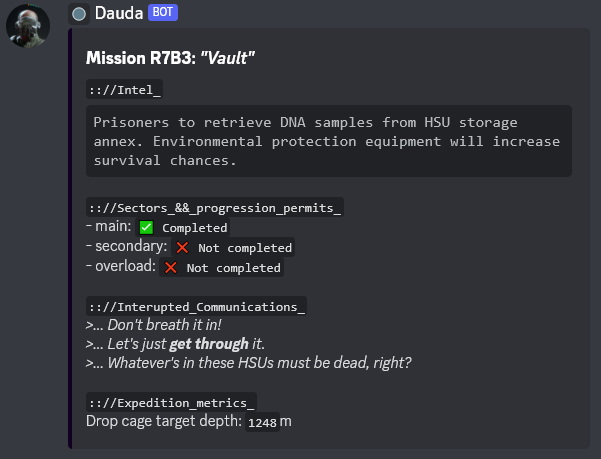 Dauda BOT
Mission R7B3: "Vault"
:://Intel_
Prisoners to retrieve DNA samples from HSU storage
annex. Environmental protection equipment will increase
survival chances.
:://Sectors_&&_progression_permits_
- main: ✅ Completed
- secondary: ❌ Not completed
- overload: ❌ Not completed
:://Interupted_Communications_
>... Don't breath it in!
>... Let's just get through it.
>... Whatever's in these HSUs must be dead, right?
:://Expedition_metrics_
Drop cage target depth: 1248 m